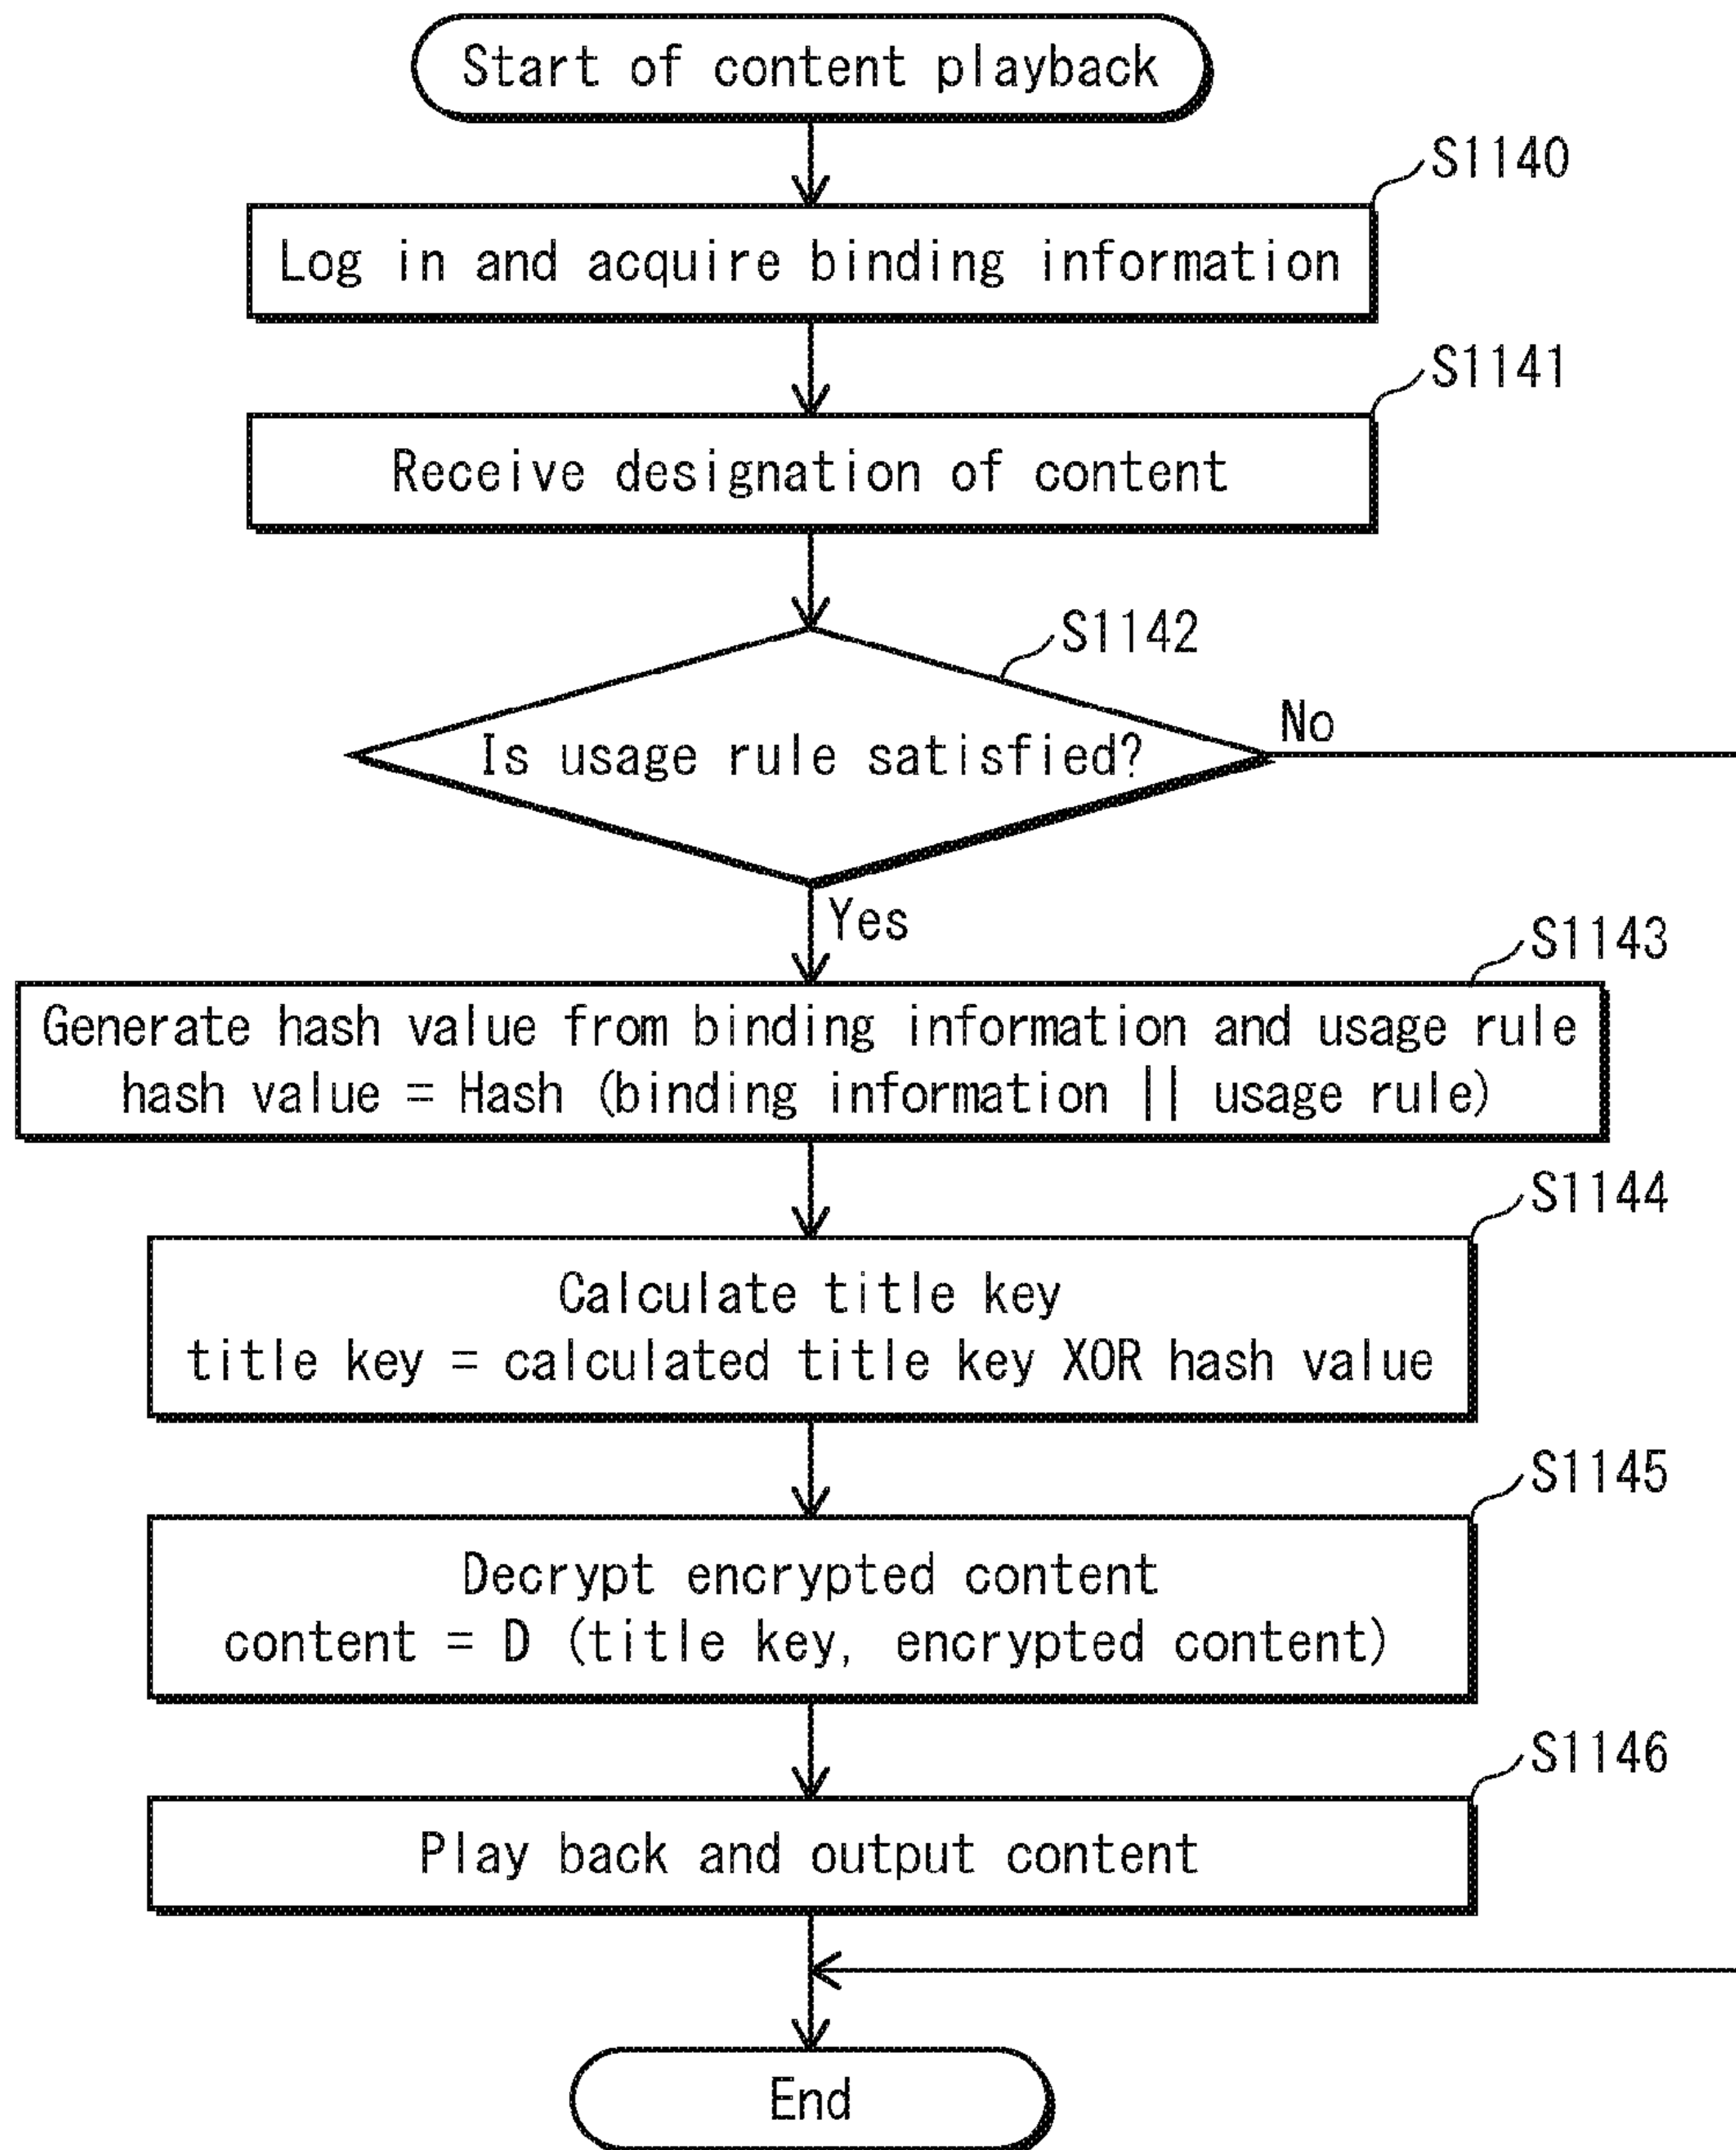 Start of content playback
S1140
Log in and acquire binding information
S1141
Receive designation of content
S1142
Is usage rule satisfied?
No
Yes
S1143
Generate hash value from binding information and usage rule
hash value = Hash (binding information || usage rule)
S1144
Calculate title key
title key = calculated title key XOR hash value
S1145
Decrypt encrypted content
content = D (title key, encrypted content)
S1146
Play back and output content
End